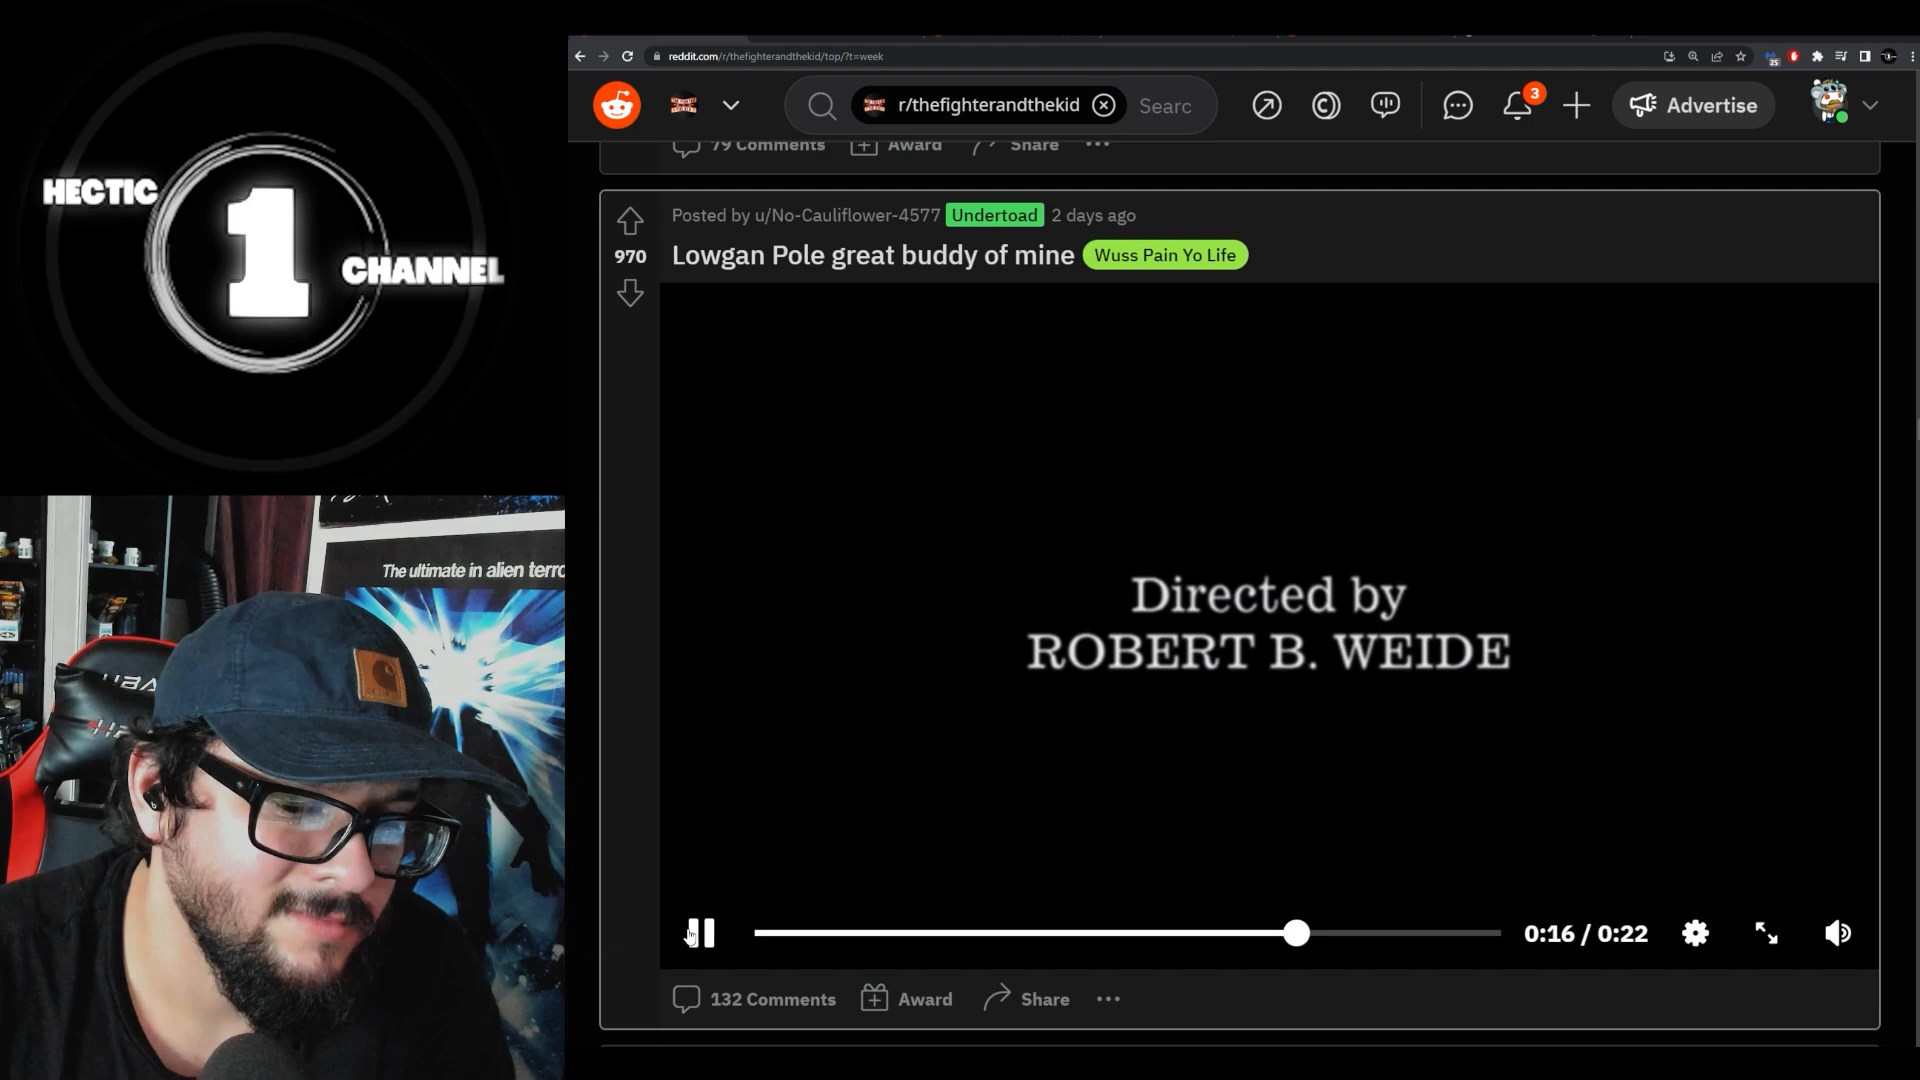 HECTIC
1
CHANNEL
The ultimate in alien terro
reddit.com/r/thefighterandthekid/top/?t=week
25
r/thefighterandthekid
Searc
3
Advertise
79 Comments
Award
Share
Posted by u/No-Cauliflower-4577 Undertoad 2 days ago
970
Lowgan Pole great buddy of mine Wuss Pain Yo Life
Directed by
ROBERT B. WEIDE
0:16 / 0:22
132 Comments
Award
Share